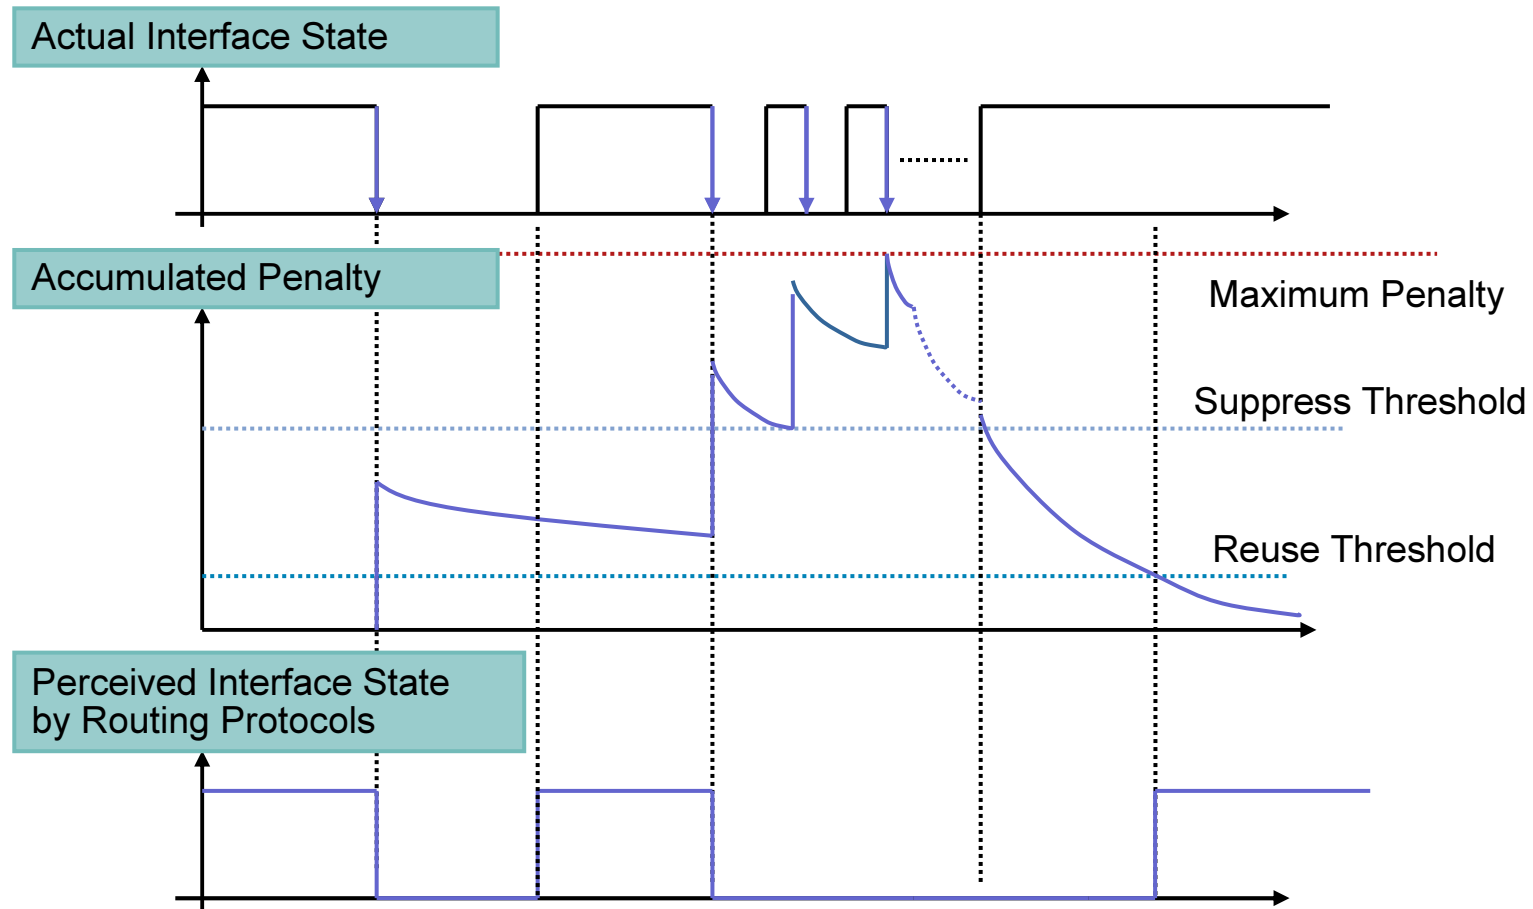 Actual Interface State
Accumulated Penalty
Maximum Penalty
Suppress Threshold
Reuse Threshold
Perceived Interface State
by Routing Protocols